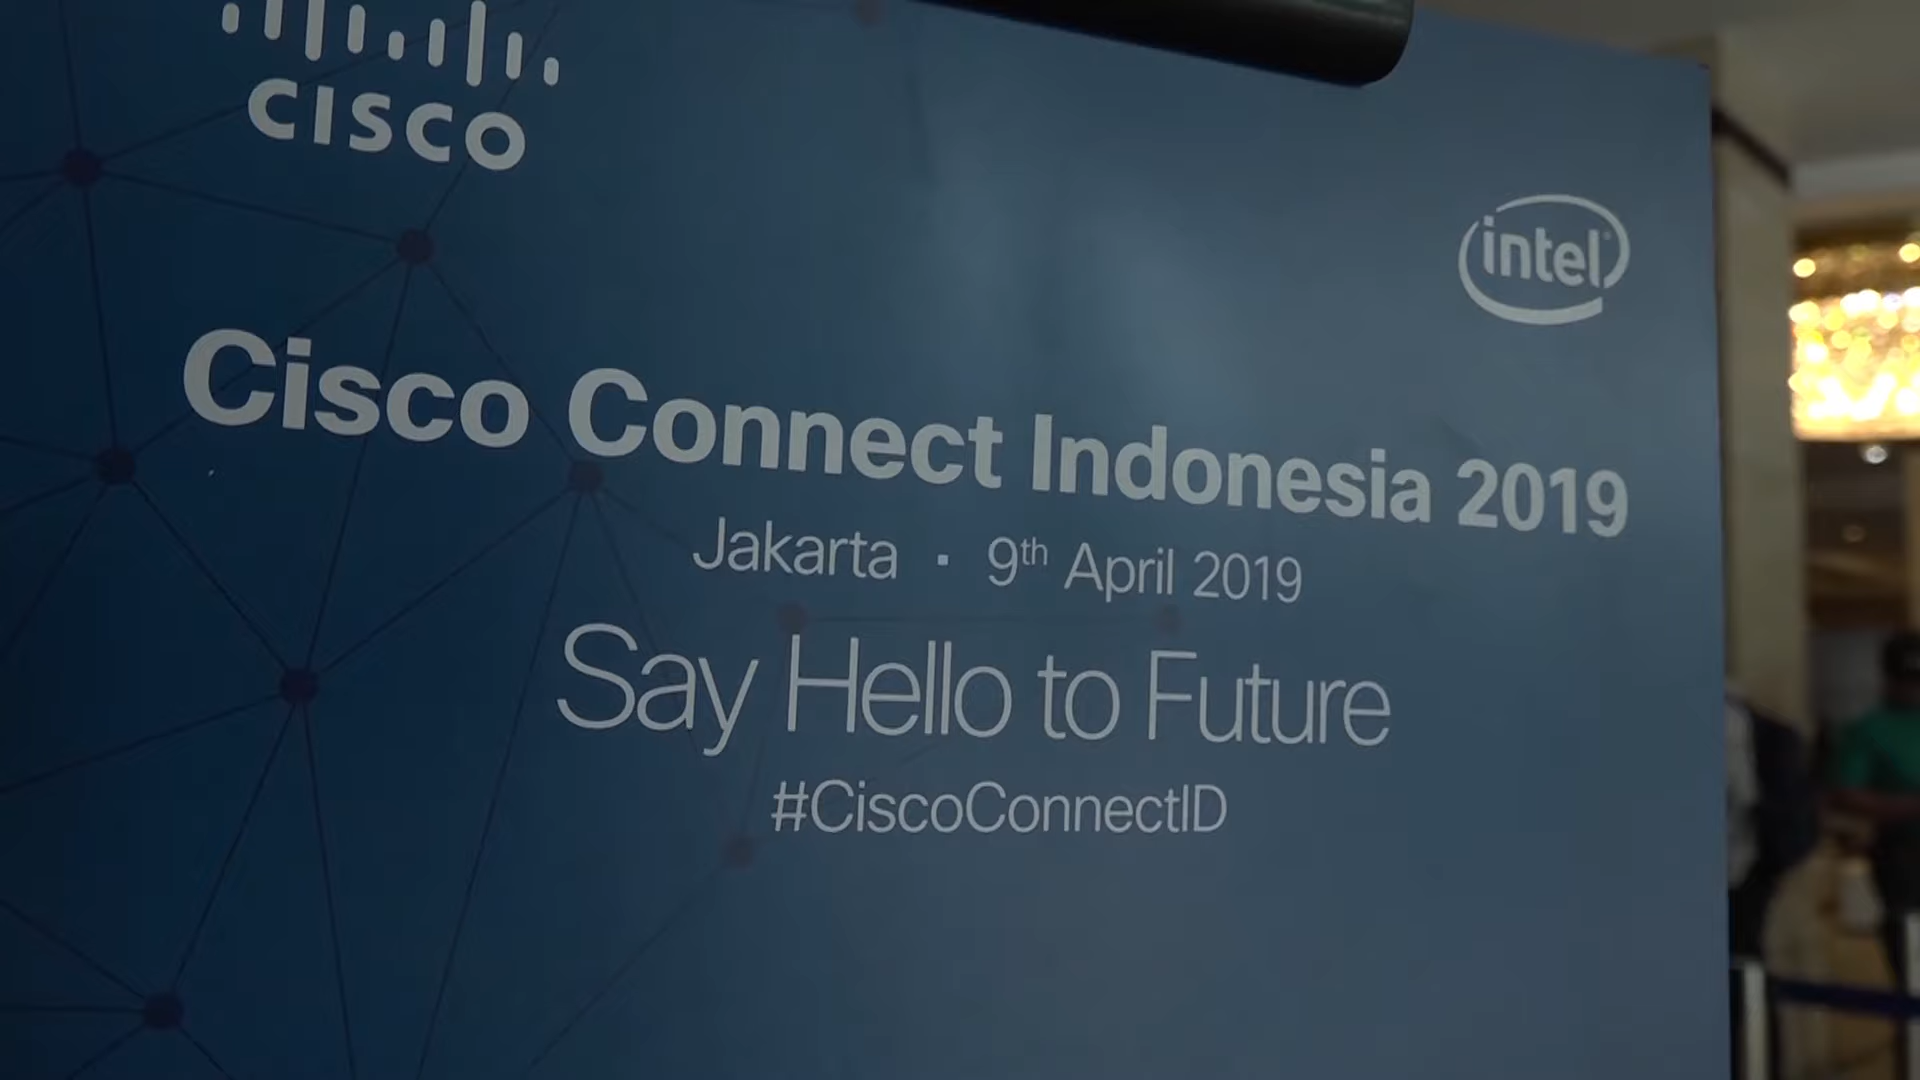 CISCO
intel
Cisco Connect Indonesia 2019
Jakarta · 9th April 2019
Say Hello to Future
#CiscoConnectID